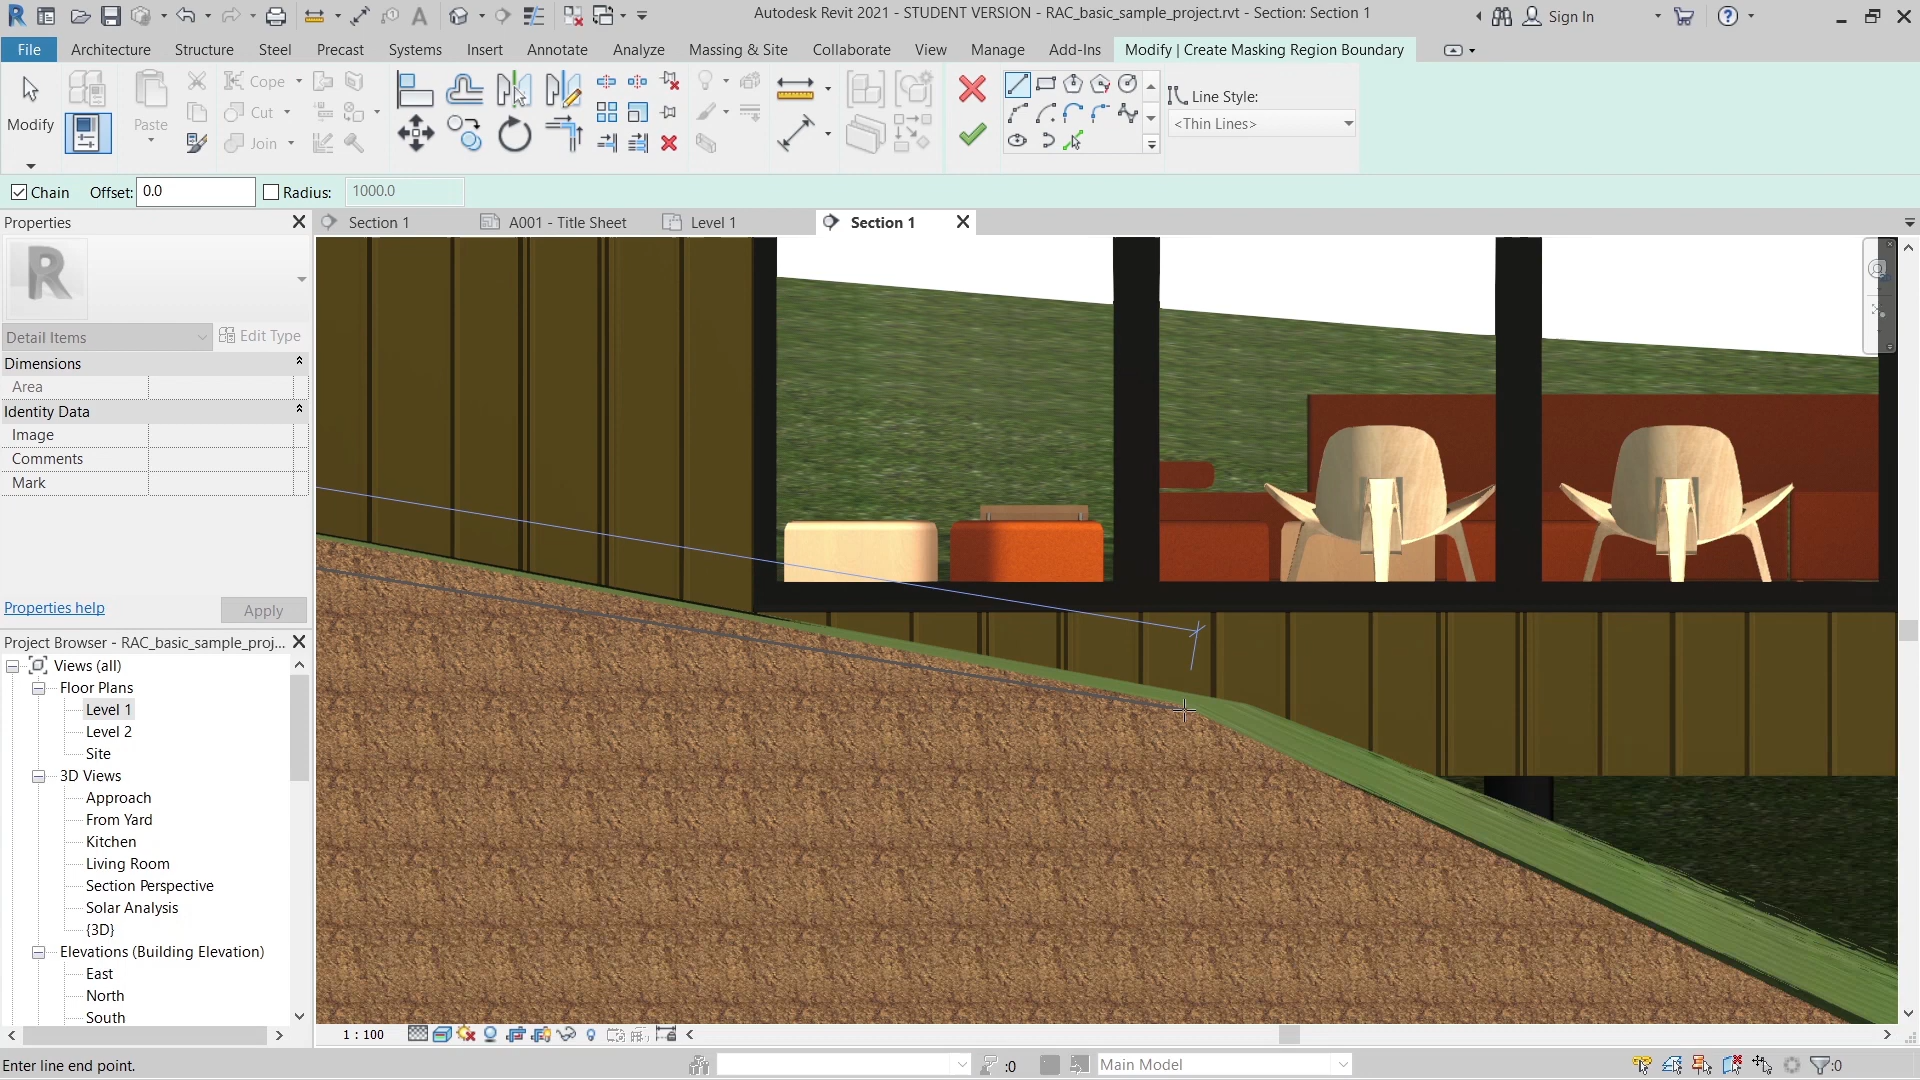 Autodesk Revit 2021 - STUDENT VERSION - RAC_basic_sample_project.rvt - Section: Section 1
Sign In
File
Architecture
Structure
Steel
Precast
Systems
Insert
Annotate
Analyze
Massing & Site
Collaborate
View
Manage
Add-Ins
Modify | Create Masking Region Boundary
Modify
Paste
Cope
Cut
Join
Line Style:
<Thin Lines>
Chain
Offset: 0.0
Radius: 1000.0
Properties
Section 1
A001 - Title Sheet
Level 1
Section 1
Detail Items
Edit Type
Dimensions
Area
Identity Data
Image
Comments
Mark
Properties help
Apply
Project Browser - RAC_basic_sample_proj...
Views (all)
Floor Plans
Level 1
Level 2
Site
3D Views
Approach
From Yard
Kitchen
Living Room
Section Perspective
Solar Analysis
{3D}
Elevations (Building Elevation)
East
North
South
1 : 100
Enter line end point.
:0
Main Model
:0